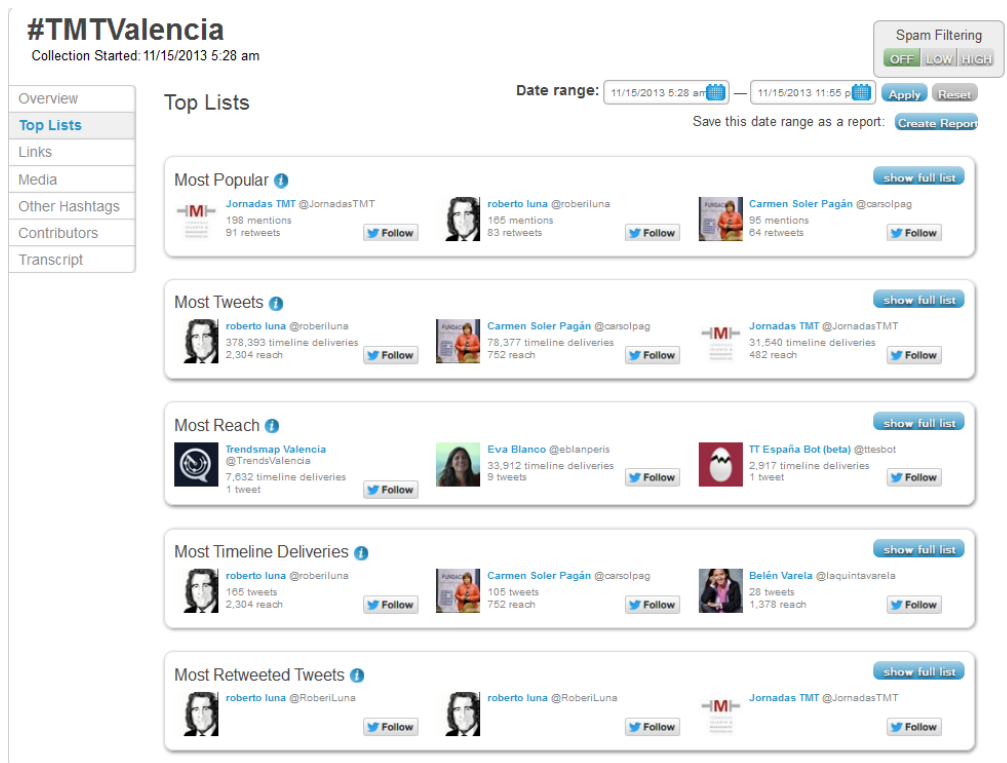 #TMTValencia
Collection Started: 11/15/2013 5:28 am
Spam Filtering
OFF LOW HIGH
Overview
Top Lists
Links
Media
Other Hashtags
Contributors
Transcript
Top Lists
Date range: 11/15/2013 5:28 am — 11/15/2013 11:55 p Apply Reset
Save this date range as a report: Create Report
Most Popular
show full list
Jornadas TMT @JornadasTMT
198 mentions
91 retweets
Follow
roberto luna @roberiluna
165 mentions
83 retweets
Follow
Carmen Soler Pagán @carsolpag
95 mentions
64 retweets
Follow
Most Tweets
show full list
roberto luna @roberiluna
378,393 timeline deliveries
2,304 reach
Follow
Carmen Soler Pagán @carsolpag
78,377 timeline deliveries
752 reach
Follow
Jornadas TMT @JornadasTMT
31,540 timeline deliveries
482 reach
Follow
Most Reach
show full list
Trendsmap Valencia
@TrendsValencia
7,632 timeline deliveries
1 tweet
Follow
Eva Blanco @eblanperis
33,912 timeline deliveries
9 tweets
Follow
TT España Bot (beta) @ttesbot
2,917 timeline deliveries
1 tweet
Follow
Most Timeline Deliveries
show full list
roberto luna @roberiluna
165 tweets
2,304 reach
Follow
Carmen Soler Pagán @carsolpag
105 tweets
752 reach
Follow
Belén Varela @laquintavarela
28 tweets
1,378 reach
Follow
Most Retweeted Tweets
show full list
roberto luna @RoberiLuna
Follow
roberto luna @RoberiLuna
Follow
Jornadas TMT @JornadasTMT
Follow